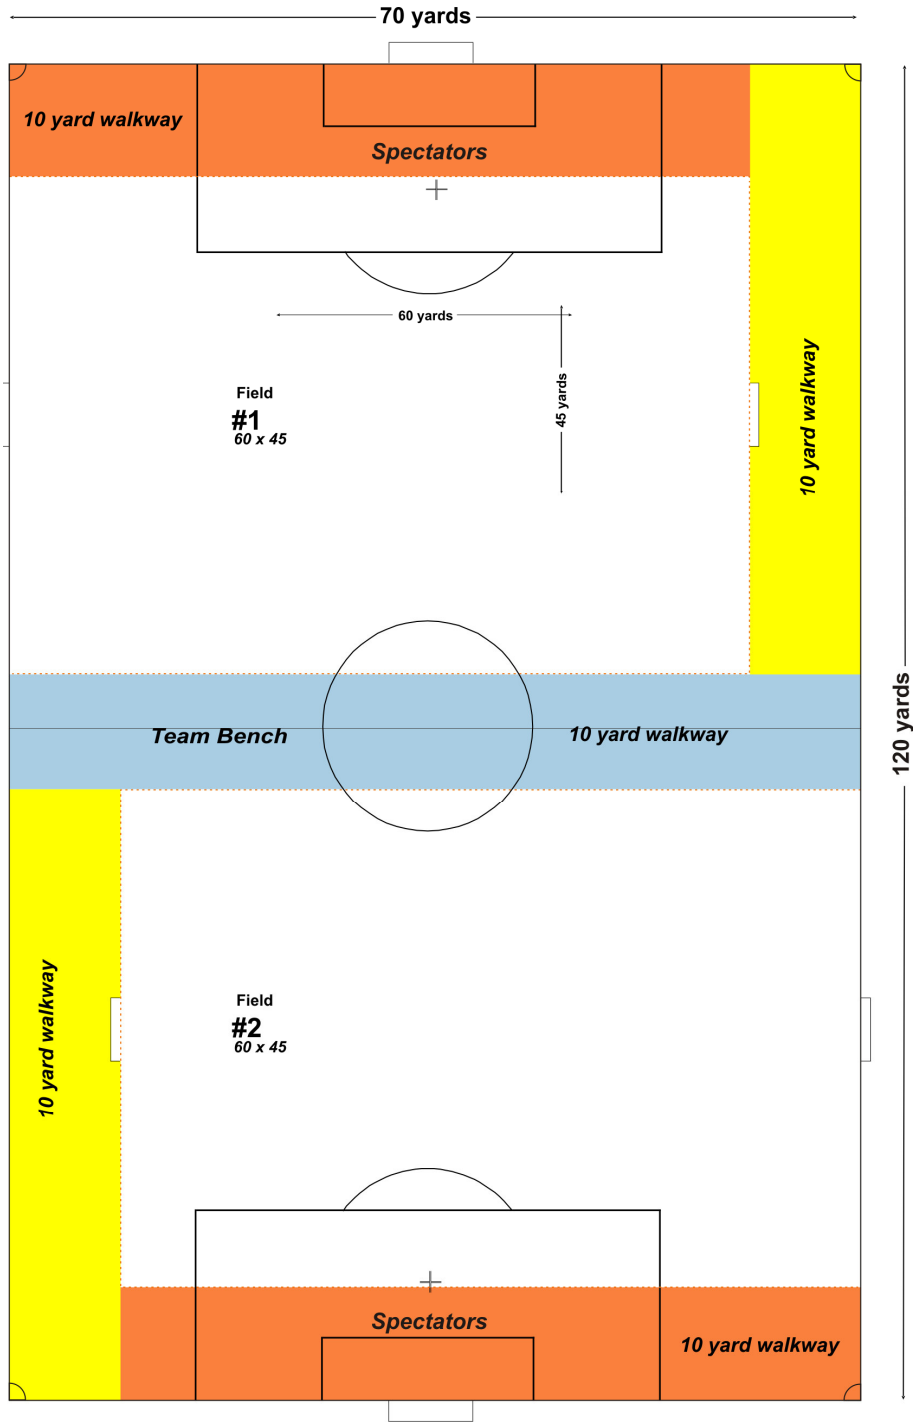 70 yards
10 yard walkway
Spectators
60 yards
45 yards
10 yard walkway
Field
#1
60 x 45
120 yards
Team Bench
10 yard walkway
10 yard walkway
Field
#2
60 x 45
Spectators
10 yard walkway